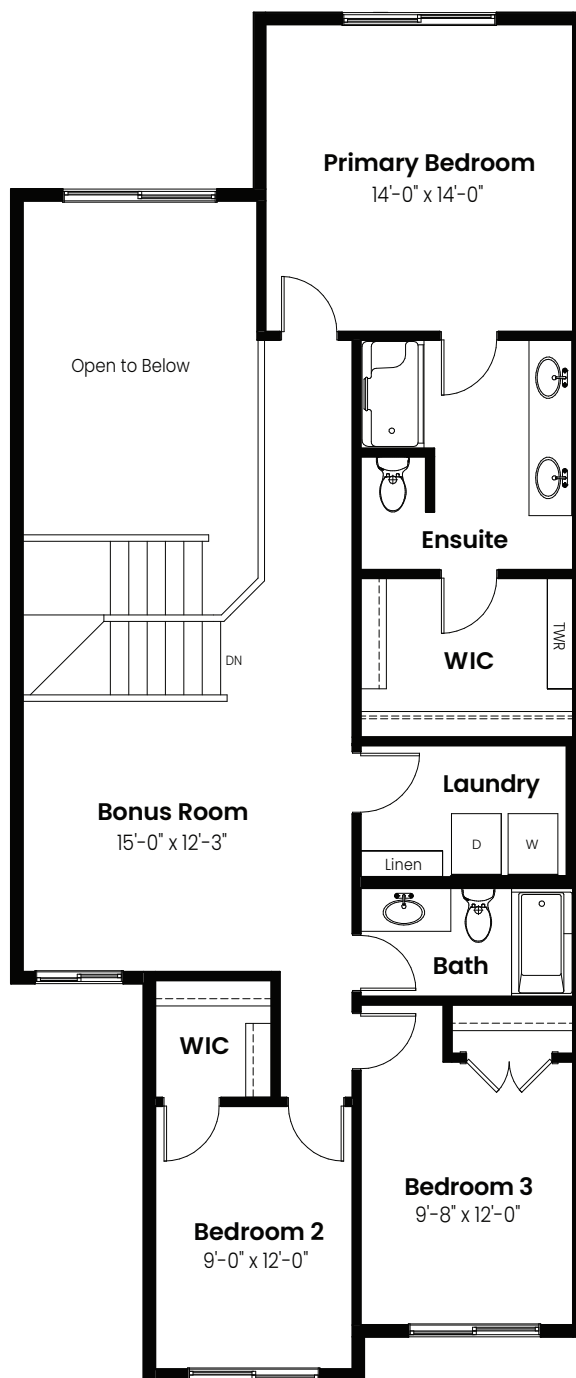 Primary Bedroom
14'-0" x 14'-0"
Open to Below
Ensuite
WIC
TWR
DN
Laundry
Bonus Room
15'-0" x 12'-3"
D
W
Linen
Bath
WIC
Bedroom 3
9'-8" x 12'-0"
Bedroom 2
9'-0" x 12'-0"